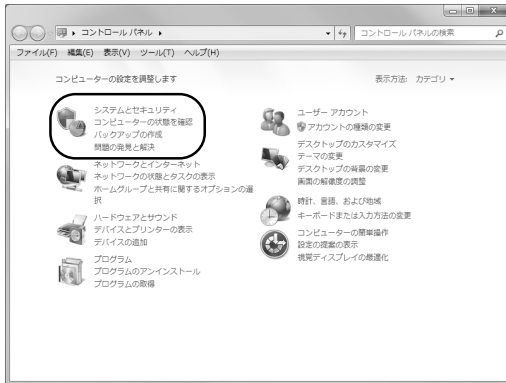 コントロール パネル
コントロール パネルの検索
ファイル(F) 編集(E) 表示(V) ツール(T) ヘルプ(H)
コンピューターの設定を調整します
表示方法: カテゴリ
システムとセキュリティ
コンピューターの状態を確認
バックアップの作成
問題の発見と解決
ネットワークとインターネット
ネットワークの状態とタスクの表示
ホームグループと共有に関するオプションの選
択
ハードウェアとサウンド
デバイスとプリンターの表示
デバイスの追加
プログラム
プログラムのアンインストール
プログラムの取得
ユーザー アカウント
アカウントの種類の変更
デスクトップのカスタマイズ
テーマの変更
デスクトップの背景の変更
画面の解像度の調整
時計、言語、および地域
キーボードまたは入力方法の変更
コンピューターの簡単操作
設定の提案の表示
視覚ディスプレイの最適化